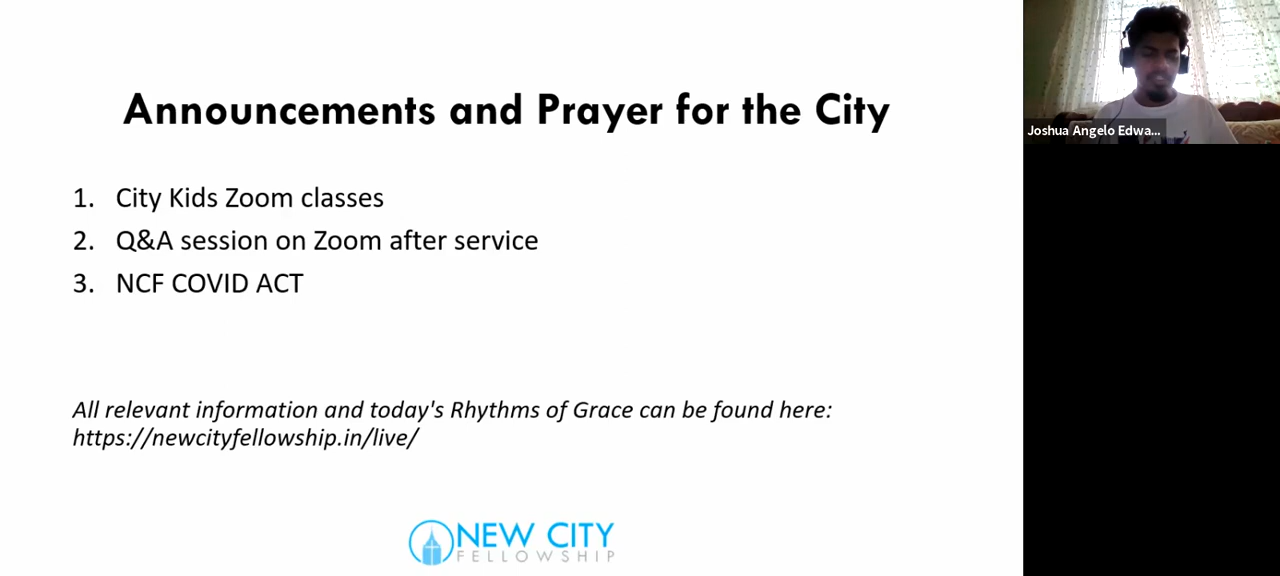 Announcements and Prayer for the City
1. City Kids Zoom classes
2. Q&A session on Zoom after service
3. NCF COVID ACT
All relevant information and today's Rhythms of Grace can be found here:
https://newcityfellowship.in/live/
NEW CITY
FELLOWSHIP
Joshua Angelo Edwa...